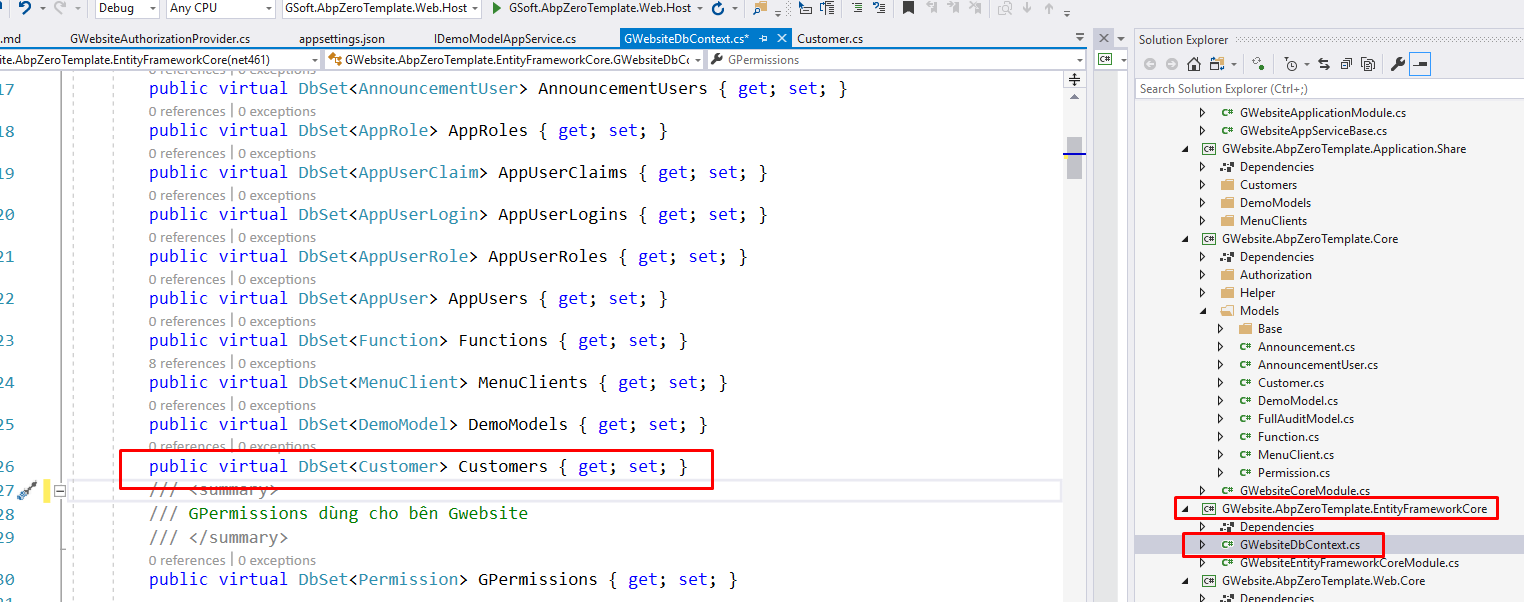 Debug Any CPU GSoft.AbpZeroTemplate.Web.Host GSoft.AbpZeroTemplate.Web.Host
.md GWebsiteAuthorizationProvider.cs appsettings.json IDemoModelAppService.cs GWebsiteDbContext.cs* Customer.cs
ite.AbpZeroTemplate.EntityFrameworkCore(net461) GWebsite.AbpZeroTemplate.EntityFrameworkCore.GWebsiteDbCo GPermissions
0 references | 0 exceptions
17 public virtual DbSet<AnnouncementUser> AnnouncementUsers { get; set; }
0 references | 0 exceptions
18 public virtual DbSet<AppRole> AppRoles { get; set; }
0 references | 0 exceptions
19 public virtual DbSet<AppUserClaim> AppUserClaims { get; set; }
0 references | 0 exceptions
20 public virtual DbSet<AppUserLogin> AppUserLogins { get; set; }
0 references | 0 exceptions
21 public virtual DbSet<AppUserRole> AppUserRoles { get; set; }
0 references | 0 exceptions
22 public virtual DbSet<AppUser> AppUsers { get; set; }
0 references | 0 exceptions
23 public virtual DbSet<Function> Functions { get; set; }
8 references | 0 exceptions
24 public virtual DbSet<MenuClient> MenuClients { get; set; }
0 references | 0 exceptions
25 public virtual DbSet<DemoModel> DemoModels { get; set; }
0 references | 0 exceptions
26 public virtual DbSet<Customer> Customers { get; set; }
27 /// <summary>
28 /// GPermissions dùng cho bên Gwebsite
29 /// </summary>
0 references | 0 exceptions
30 public virtual DbSet<Permission> GPermissions { get; set; }
C#
Solution Explorer
Search Solution Explorer (Ctrl+;)
C# GWebsiteApplicationModule.cs
C# GWebsiteAppServiceBase.cs
C# GWebsite.AbpZeroTemplate.Application.Share
Dependencies
Customers
DemoModels
MenuClients
C# GWebsite.AbpZeroTemplate.Core
Dependencies
Authorization
Helper
Models
Base
C# Announcement.cs
C# AnnouncementUser.cs
C# Customer.cs
C# DemoModel.cs
C# FullAuditModel.cs
C# Function.cs
C# MenuClient.cs
C# Permission.cs
C# GWebsiteCoreModule.cs
C# GWebsite.AbpZeroTemplate.EntityFrameworkCore
Dependencies
C# GWebsiteDbContext.cs
C# GWebsiteEntityFrameworkCoreModule.cs
C# GWebsite.AbpZeroTemplate.Web.Core
Dependencies